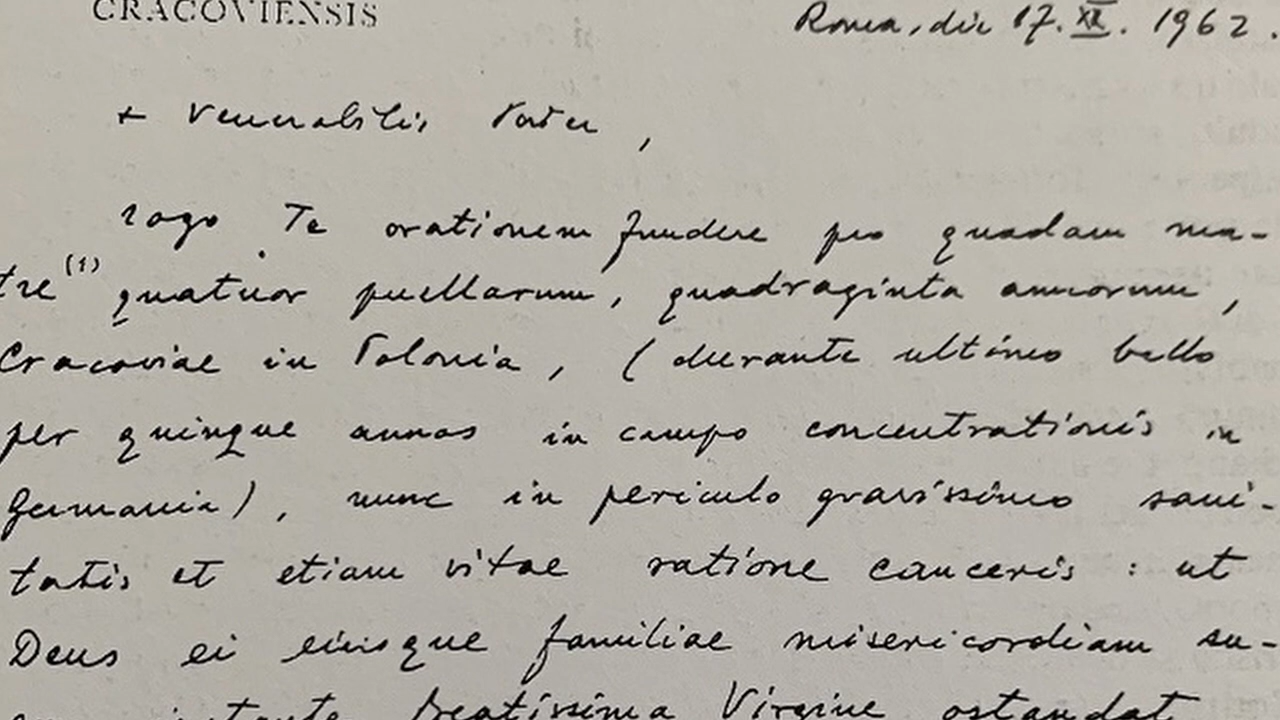 CRACOVIENSIS
Roma, die 17. XI. 1962.
+ Venerabilis Pater,
rogo Te orationem fundere pro quadam ma-
tre (1) quatuor puellarum, quadraginta annorum,
Cracoviae in Polonia, (durante ultimo bello
per quinque annos in campo concentrationis in
Germania), nunc in periculo gravissimo sani-
tatis et etiam vitae ratione canceris : ut
Deus ei eiusque familiae misericordiam su-
Beatissima Virgine ostendat